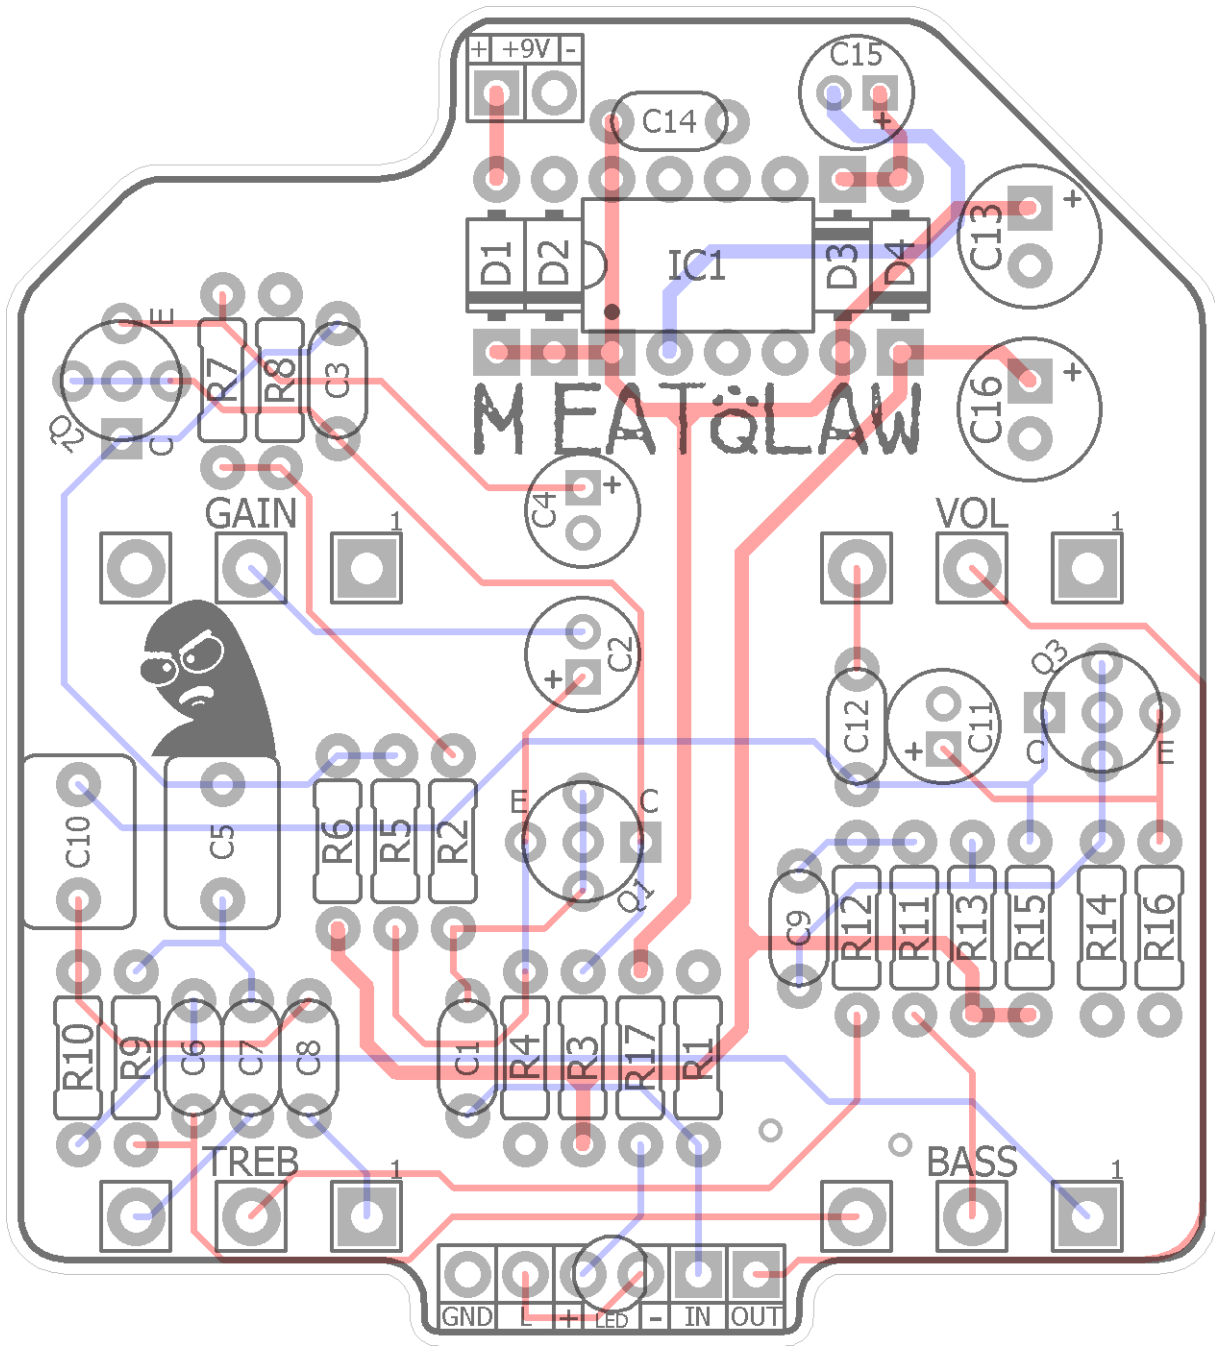 + +9V -
C15
+
C14
C13
+
D1 D2 IC1 D3 D4
E
C
Q2
R7 R8 C3
C16
+
MEATQLAW
C4
+
GAIN
1
VOL
1
C2
+
Q3
C12
C11
+
C
E
C10 C5 R6 R5 R2
E
C
Q1
C9 R12 R11 R13 R15 R14 R16
R10 R9 C6 C7 C8 C1 R4 R3 R17 R1
TREB
1
BASS
1
GND L + LED - IN OUT